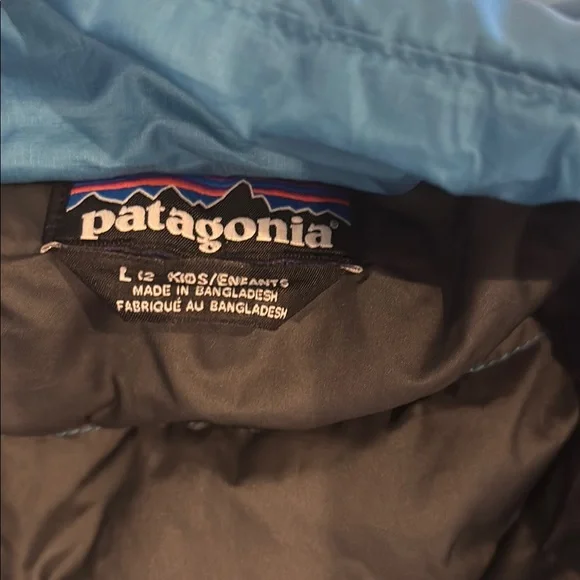 patagonia®
L 12 KIDS/ENFANTS
MADE IN BANGLADESH
FABRIQUÉ AU BANGLADESH